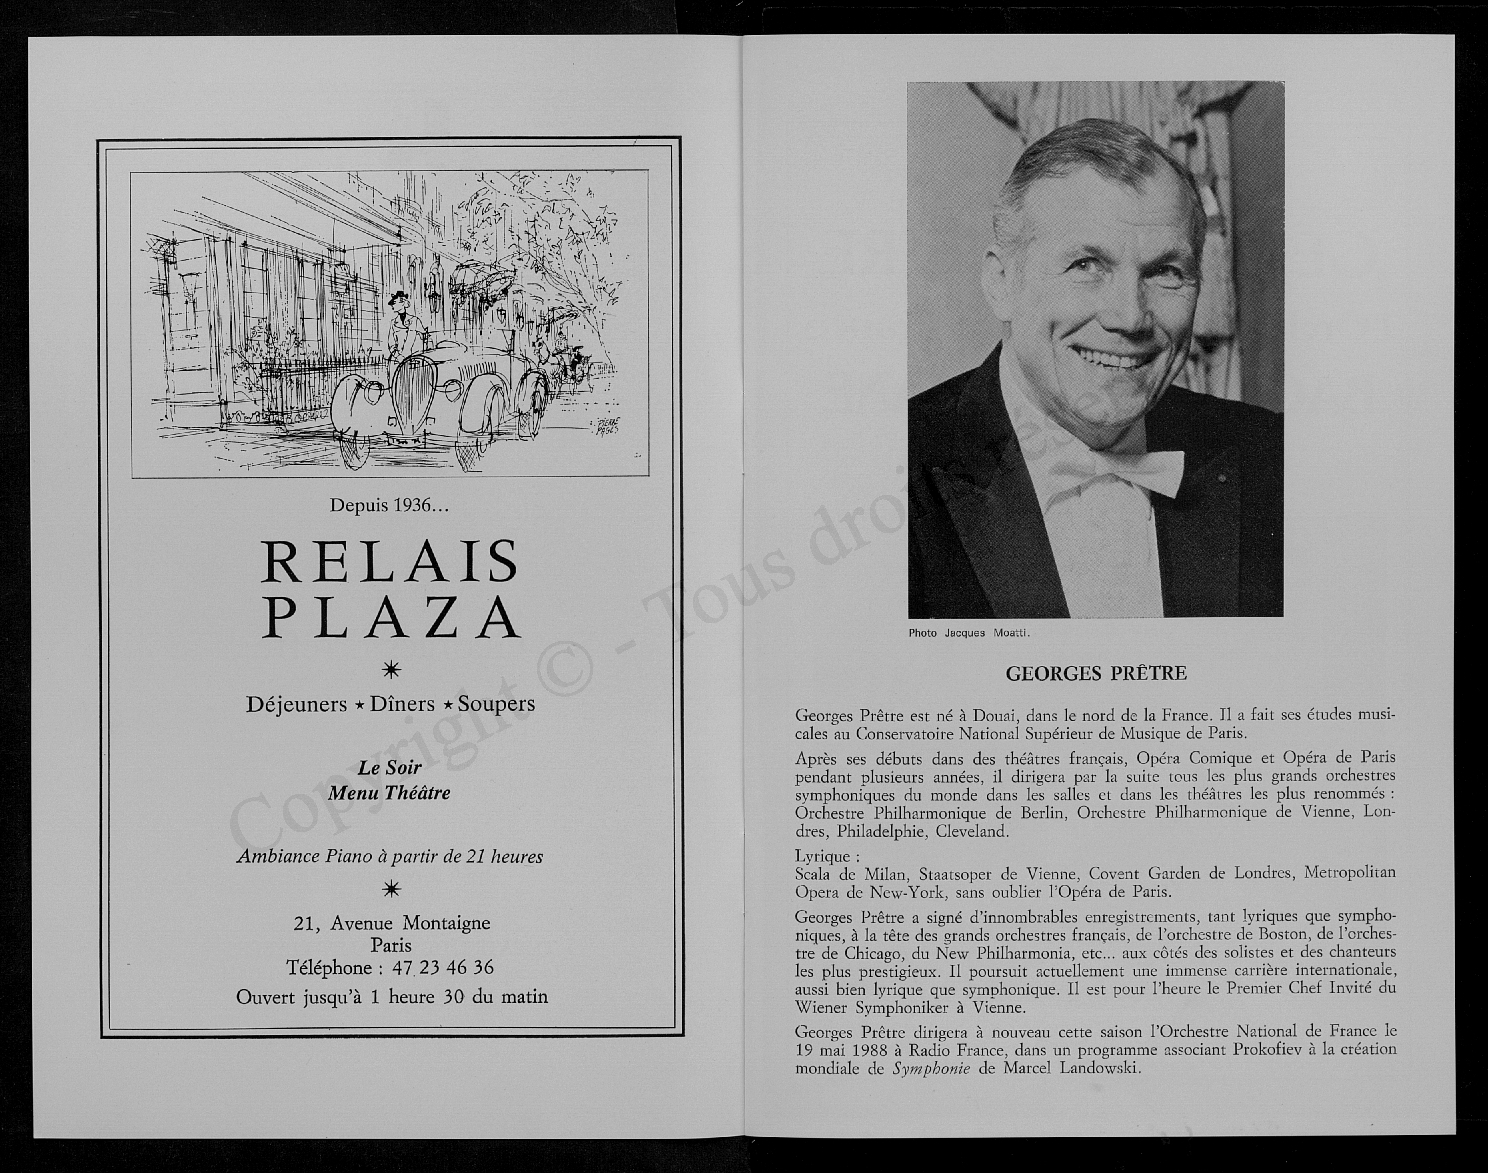 PIERRE
PAGES
Depuis 1936...
RELAIS
PLAZA
Déjeuners ★ Dîners ★ Soupers
Le Soir
Menu Théâtre
Ambiance Piano à partir de 21 heures
21, Avenue Montaigne
Paris
Téléphone : 47 23 46 36
Ouvert jusqu'à 1 heure 30 du matin
Photo Jacques Moatti.
GEORGES PRÊTRE
Georges Prêtre est né à Douai, dans le nord de la France. Il a fait ses études musi-
cales au Conservatoire National Supérieur de Musique de Paris.
Après ses débuts dans des théâtres français, Opéra Comique et Opéra de Paris
pendant plusieurs années, il dirigera par la suite tous les plus grands orchestres
symphoniques du monde dans les salles et dans les théâtres les plus renommés :
Orchestre Philharmonique de Berlin, Orchestre Philharmonique de Vienne, Lon-
dres, Philadelphie, Cleveland.
Lyrique :
Scala de Milan, Staatsoper de Vienne, Covent Garden de Londres, Metropolitan
Opera de New-York, sans oublier l'Opéra de Paris.
Georges Prêtre a signé d'innombrables enregistrements, tant lyriques que sympho-
niques, à la tête des grands orchestres français, de l'orchestre de Boston, de l'orches-
tre de Chicago, du New Philharmonia, etc... aux côtés des solistes et des chanteurs
les plus prestigieux. Il poursuit actuellement une immense carrière internationale,
aussi bien lyrique que symphonique. Il est pour l'heure le Premier Chef Invité du
Wiener Symphoniker à Vienne.
Georges Prêtre dirigera à nouveau cette saison l'Orchestre National de France le
19 mai 1988 à Radio France, dans un programme associant Prokofiev à la création
mondiale de Symphonie de Marcel Landowski.
Copyright © - Tous droits